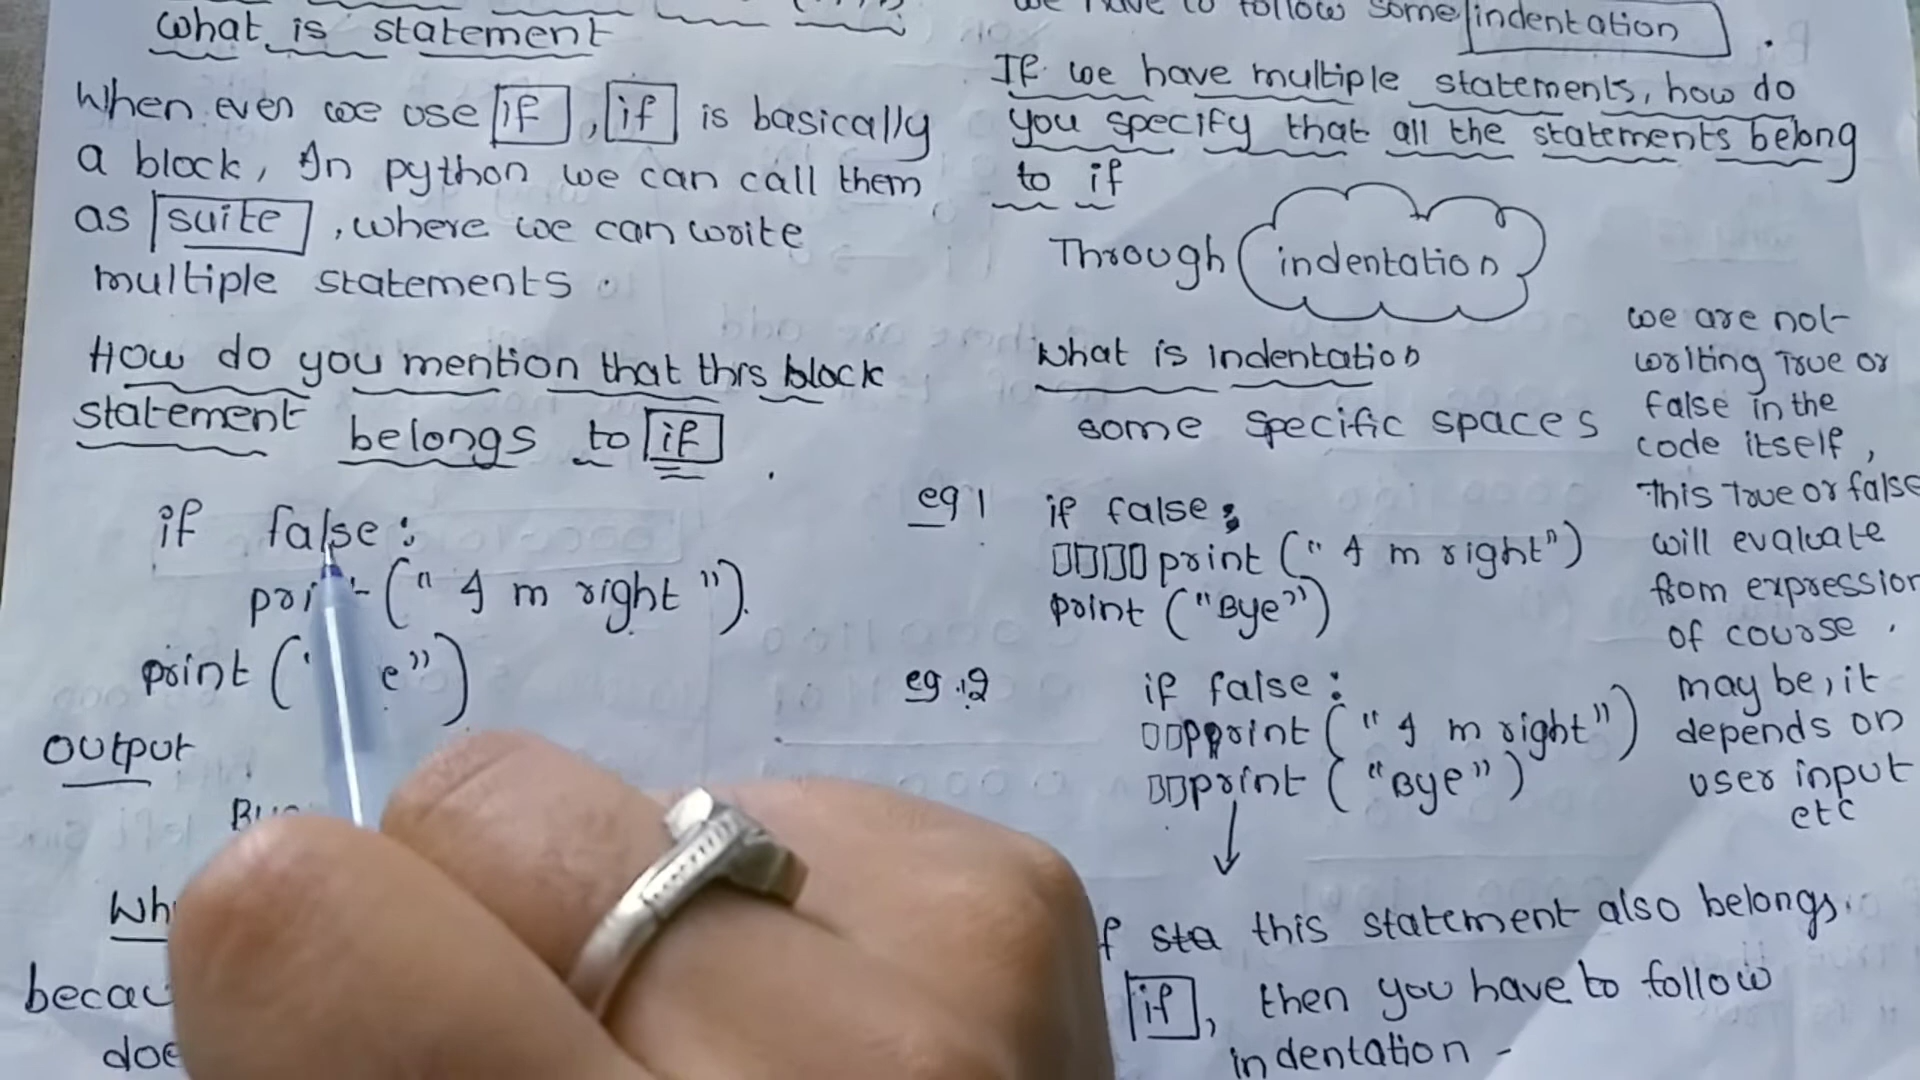 what is statement
When even we use if, if is basically
a block, In python we can call them
as suite, where we can write
multiple statements.
How do you mention that this block
statement belongs to if.
if false:
("I m right")
print ( e")
Output
becau
doe
we have to follow some indentation.
If we have multiple statements, how do
you specify that all the statements belong
to if
Through indentation
What is indentation
some specific spaces
eg 1 if false:
print ("I m right")
print ("Bye")
eg 2 if false:
print ("I m right")
print ("Bye")
this statement also belongs
if, then you have to follow
indentation -
we are not
writing True or
false in the
code itself,
This True or false
will evaluate
from expression
of course.
may be, it
depends on
user input
etc